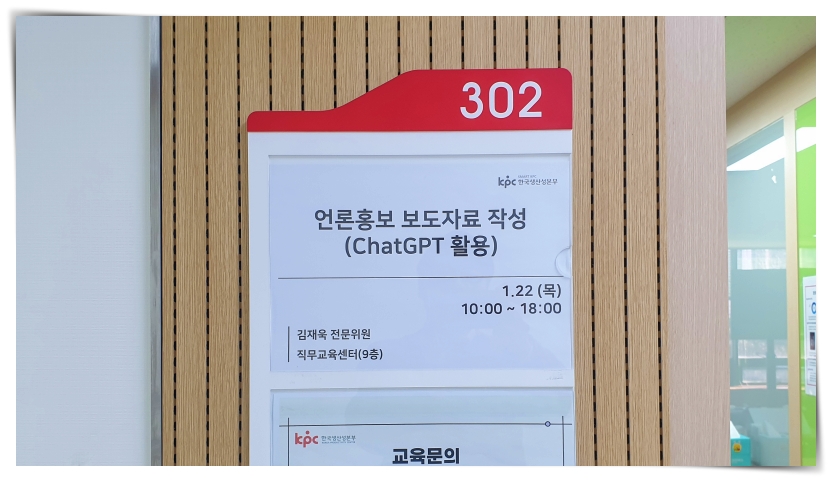 302
kpc 한국생산성본부
언론홍보 보도자료 작성
(ChatGPT 활용)
1.22 (목)
10:00 ~ 18:00
김재욱 전문위원
직무교육센터(9층)
kpc 한국생산성본부
교육문의